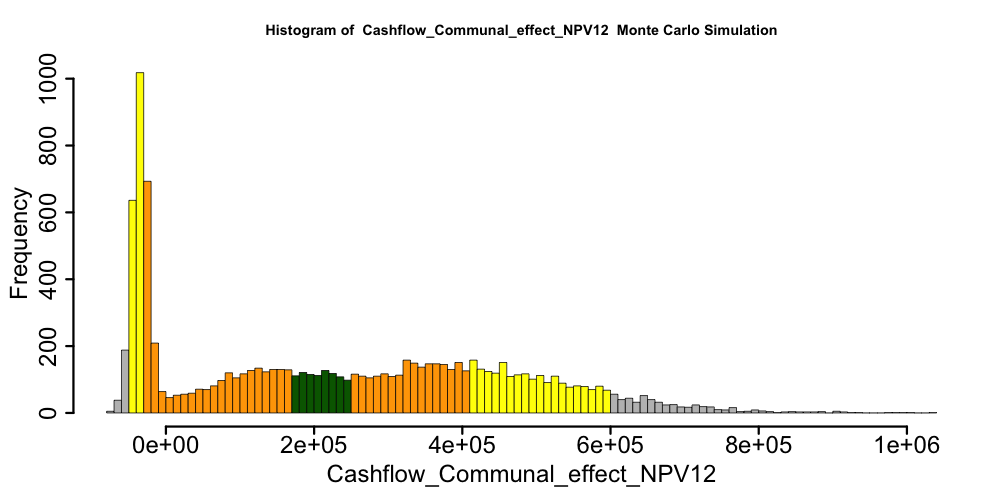 Histogram of  Cashflow_Communal_effect_NPV12  Monte Carlo Simulation
Frequency
1000
800
600
400
200
0
0e+00 2e+05 4e+05 6e+05 8e+05 1e+06
Cashflow_Communal_effect_NPV12